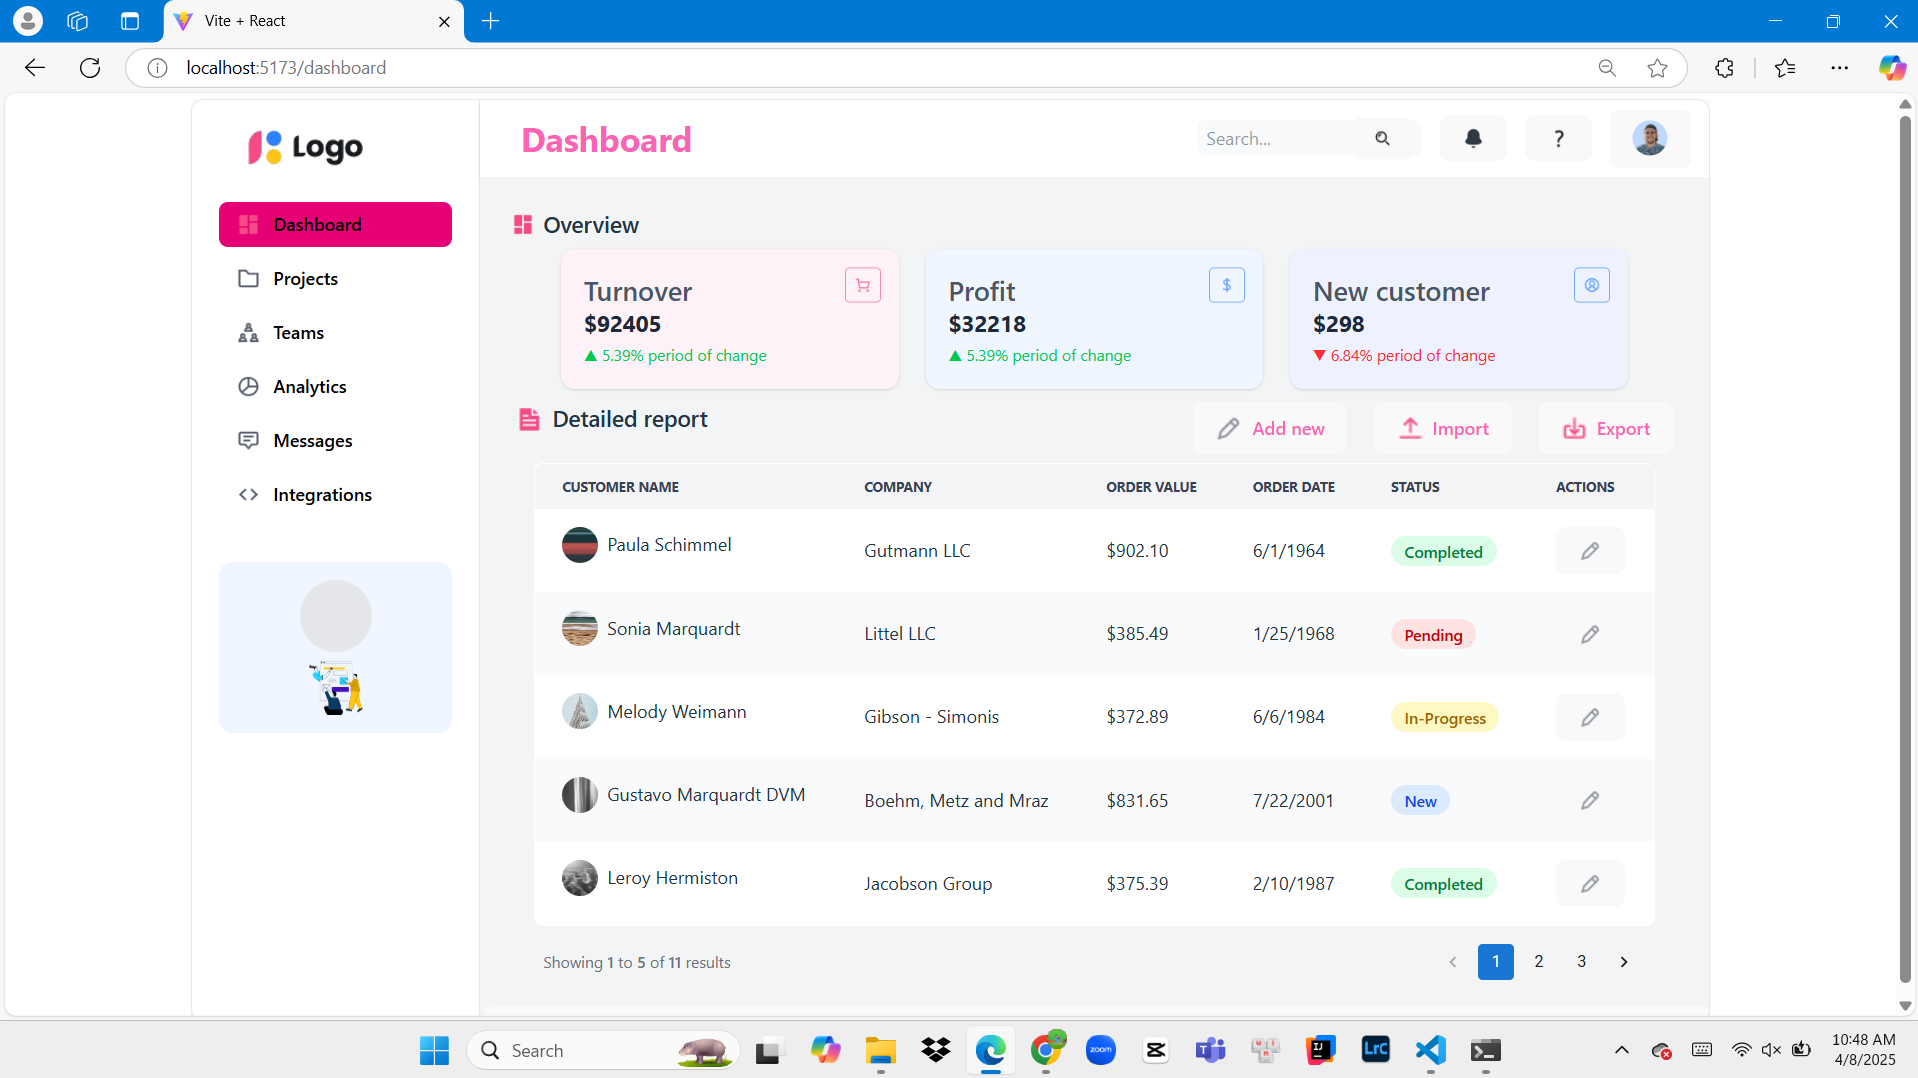 Vite + React
localhost:5173/dashboard
Logo
Dashboard
Projects
Teams
Analytics
Messages
Integrations
Dashboard
Search...
?
Overview
Turnover
$92405
▲ 5.39% period of change
Profit
$
$32218
▲ 5.39% period of change
New customer
$298
▼ 6.84% period of change
Detailed report
Add new
Import
Export
CUSTOMER NAME COMPANY ORDER VALUE ORDER DATE STATUS ACTIONS
Paula Schimmel Gutmann LLC $902.10 6/1/1964 Completed
Sonia Marquardt Littel LLC $385.49 1/25/1968 Pending
Melody Weimann Gibson - Simonis $372.89 6/6/1984 In-Progress
Gustavo Marquardt DVM Boehm, Metz and Mraz $831.65 7/22/2001 New
Leroy Hermiston Jacobson Group $375.39 2/10/1987 Completed
Showing 1 to 5 of 11 results
1 2 3
Search
zoom
IJ
LrC
10:48 AM
4/8/2025